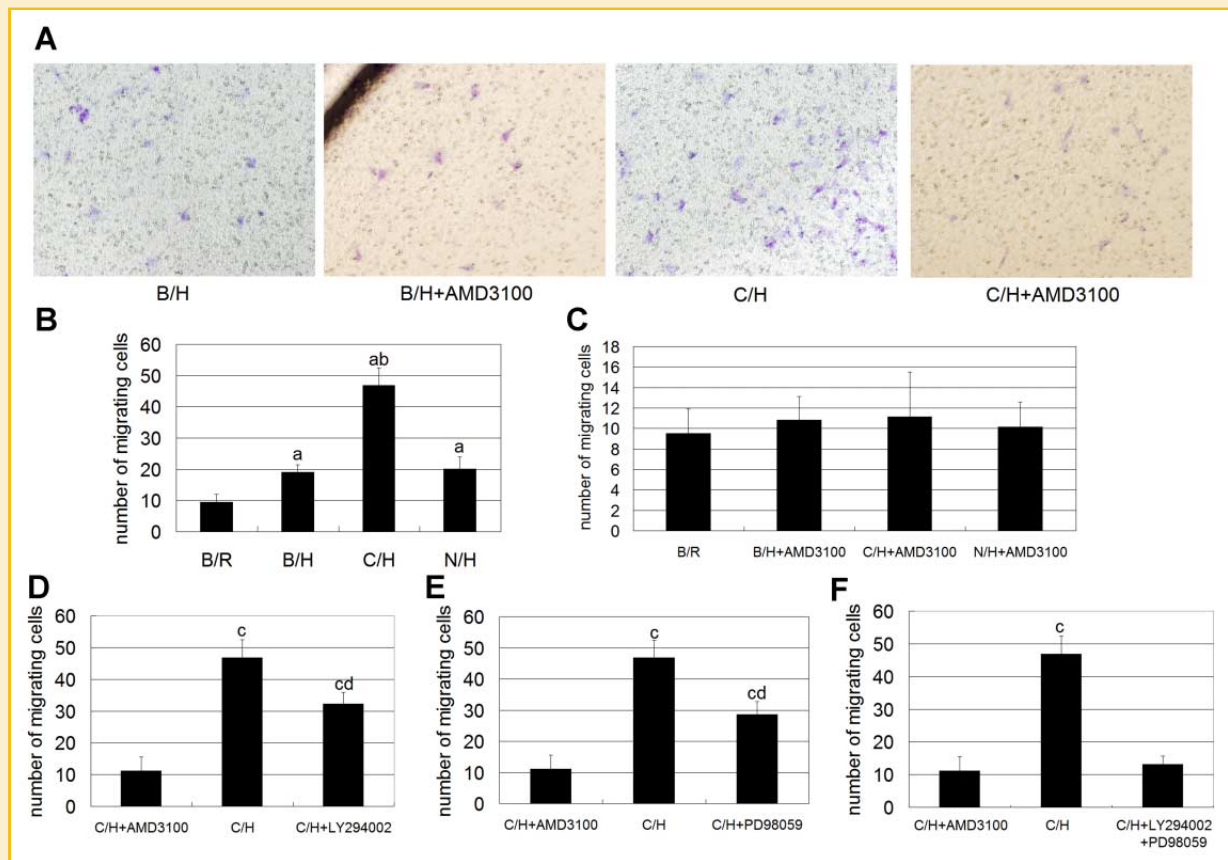 A
B/H B/H+AMD3100 C/H C/H+AMD3100
B
number of migrating cells
60
50
40
30
20
10
0
a
ab
a
B/R B/H C/H N/H
C
number of migrating cells
18
16
14
12
10
8
6
4
2
0
B/R B/H+AMD3100 C/H+AMD3100 N/H+AMD3100
D
number of migrating cells
60
50
40
30
20
10
0
c
cd
C/H+AMD3100 C/H C/H+LY294002
E
number of migrating cells
60
50
40
30
20
10
0
c
cd
C/H+AMD3100 C/H C/H+PD98059
F
number of migrating cells
60
50
40
30
20
10
0
c
C/H+AMD3100 C/H C/H+LY294002
+PD98059